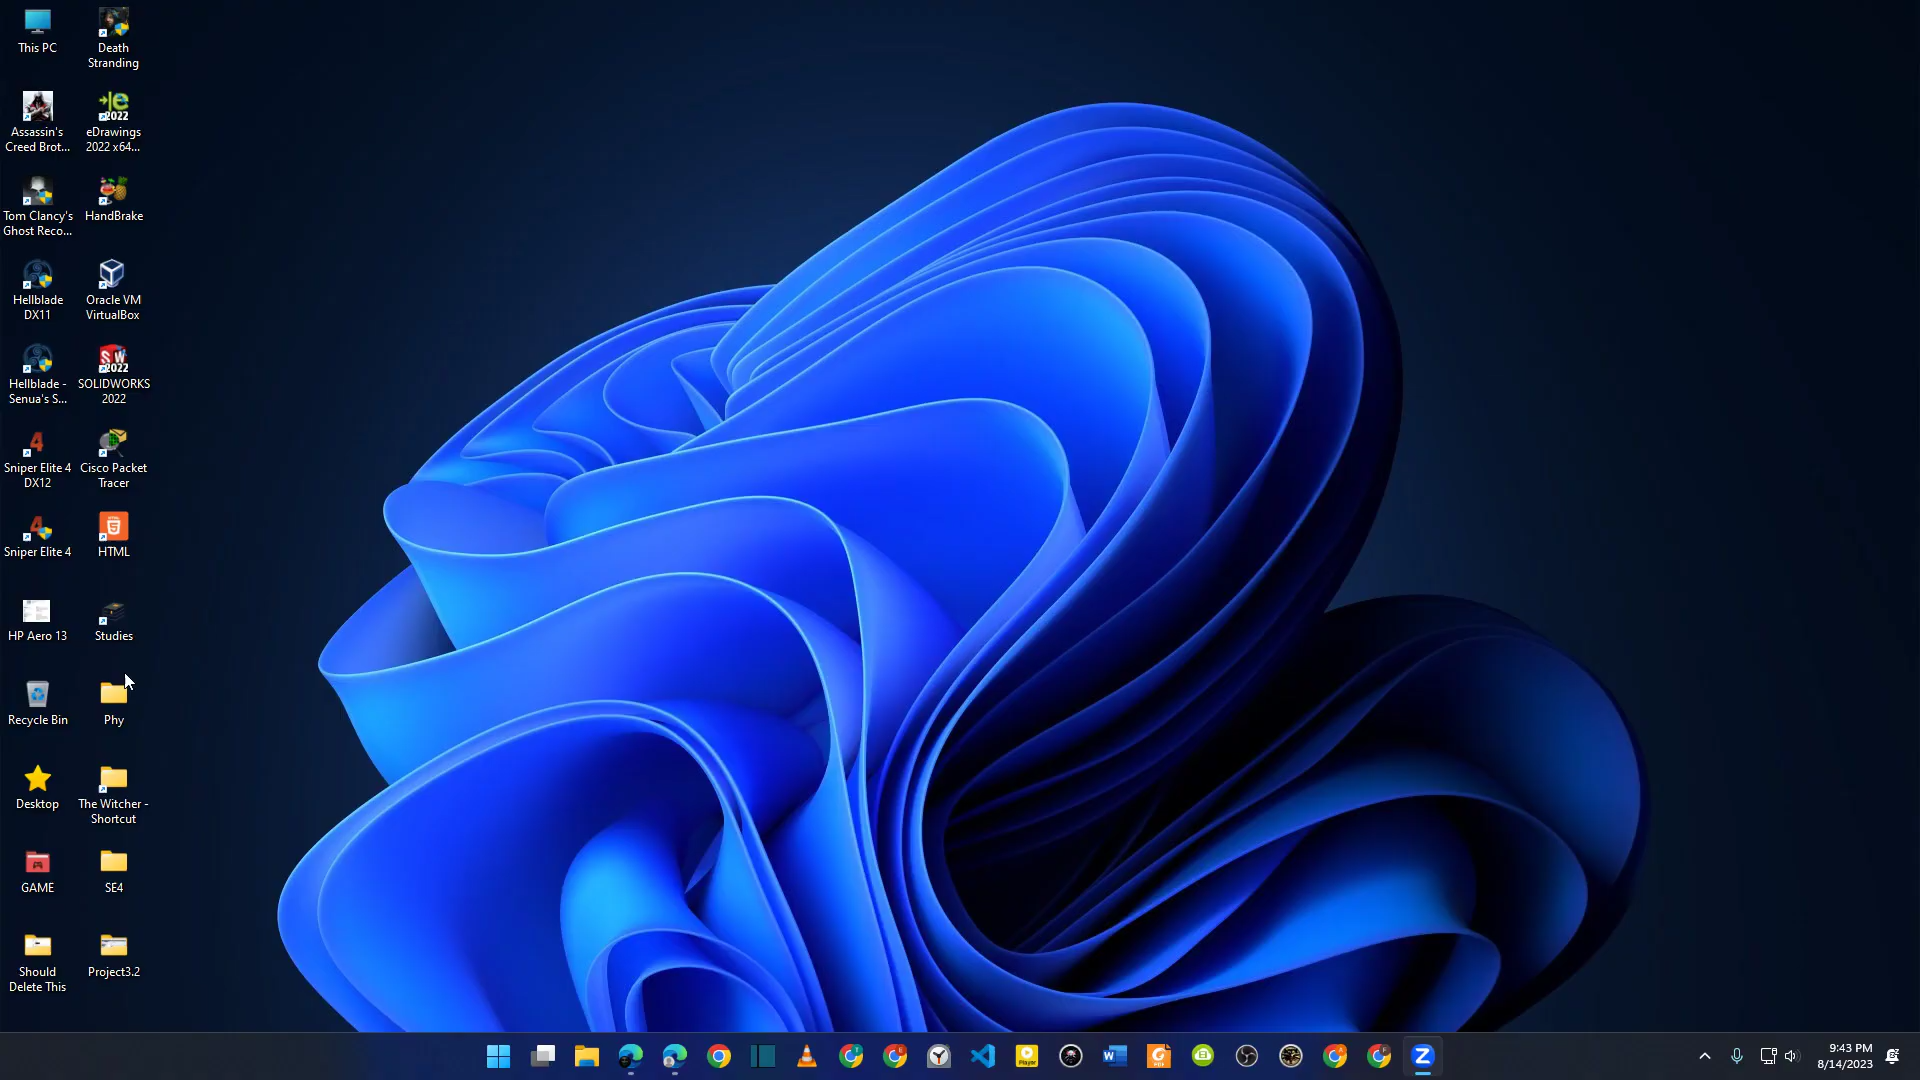 This PC
Death
Stranding
Assassin's
Creed Brot...
eDrawings
2022 x64...
Tom Clancy's
Ghost Reco...
HandBrake
Hellblade
DX11
Oracle VM
VirtualBox
Hellblade -
Senua's S...
SOLIDWORKS
2022
Sniper Elite 4
DX12
Cisco Packet
Tracer
Sniper Elite 4
HTML
HP Aero 13
Studies
Recycle Bin
Phy
Desktop
The Witcher -
Shortcut
GAME
SE4
Should
Delete This
Project3.2
9:43 PM
8/14/2023